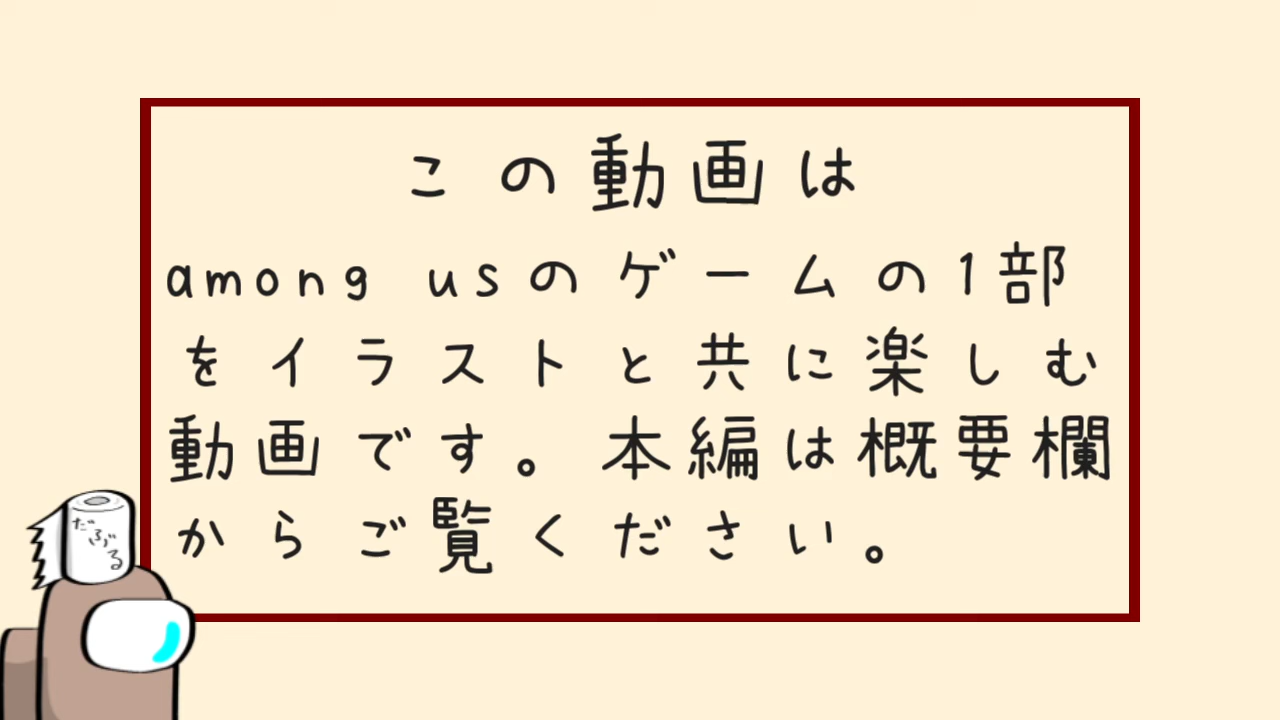 この動画は
among usのゲームの1部
をイラストと共に楽しむ
動画です。本編は概要欄
からご覧ください。
だぶる